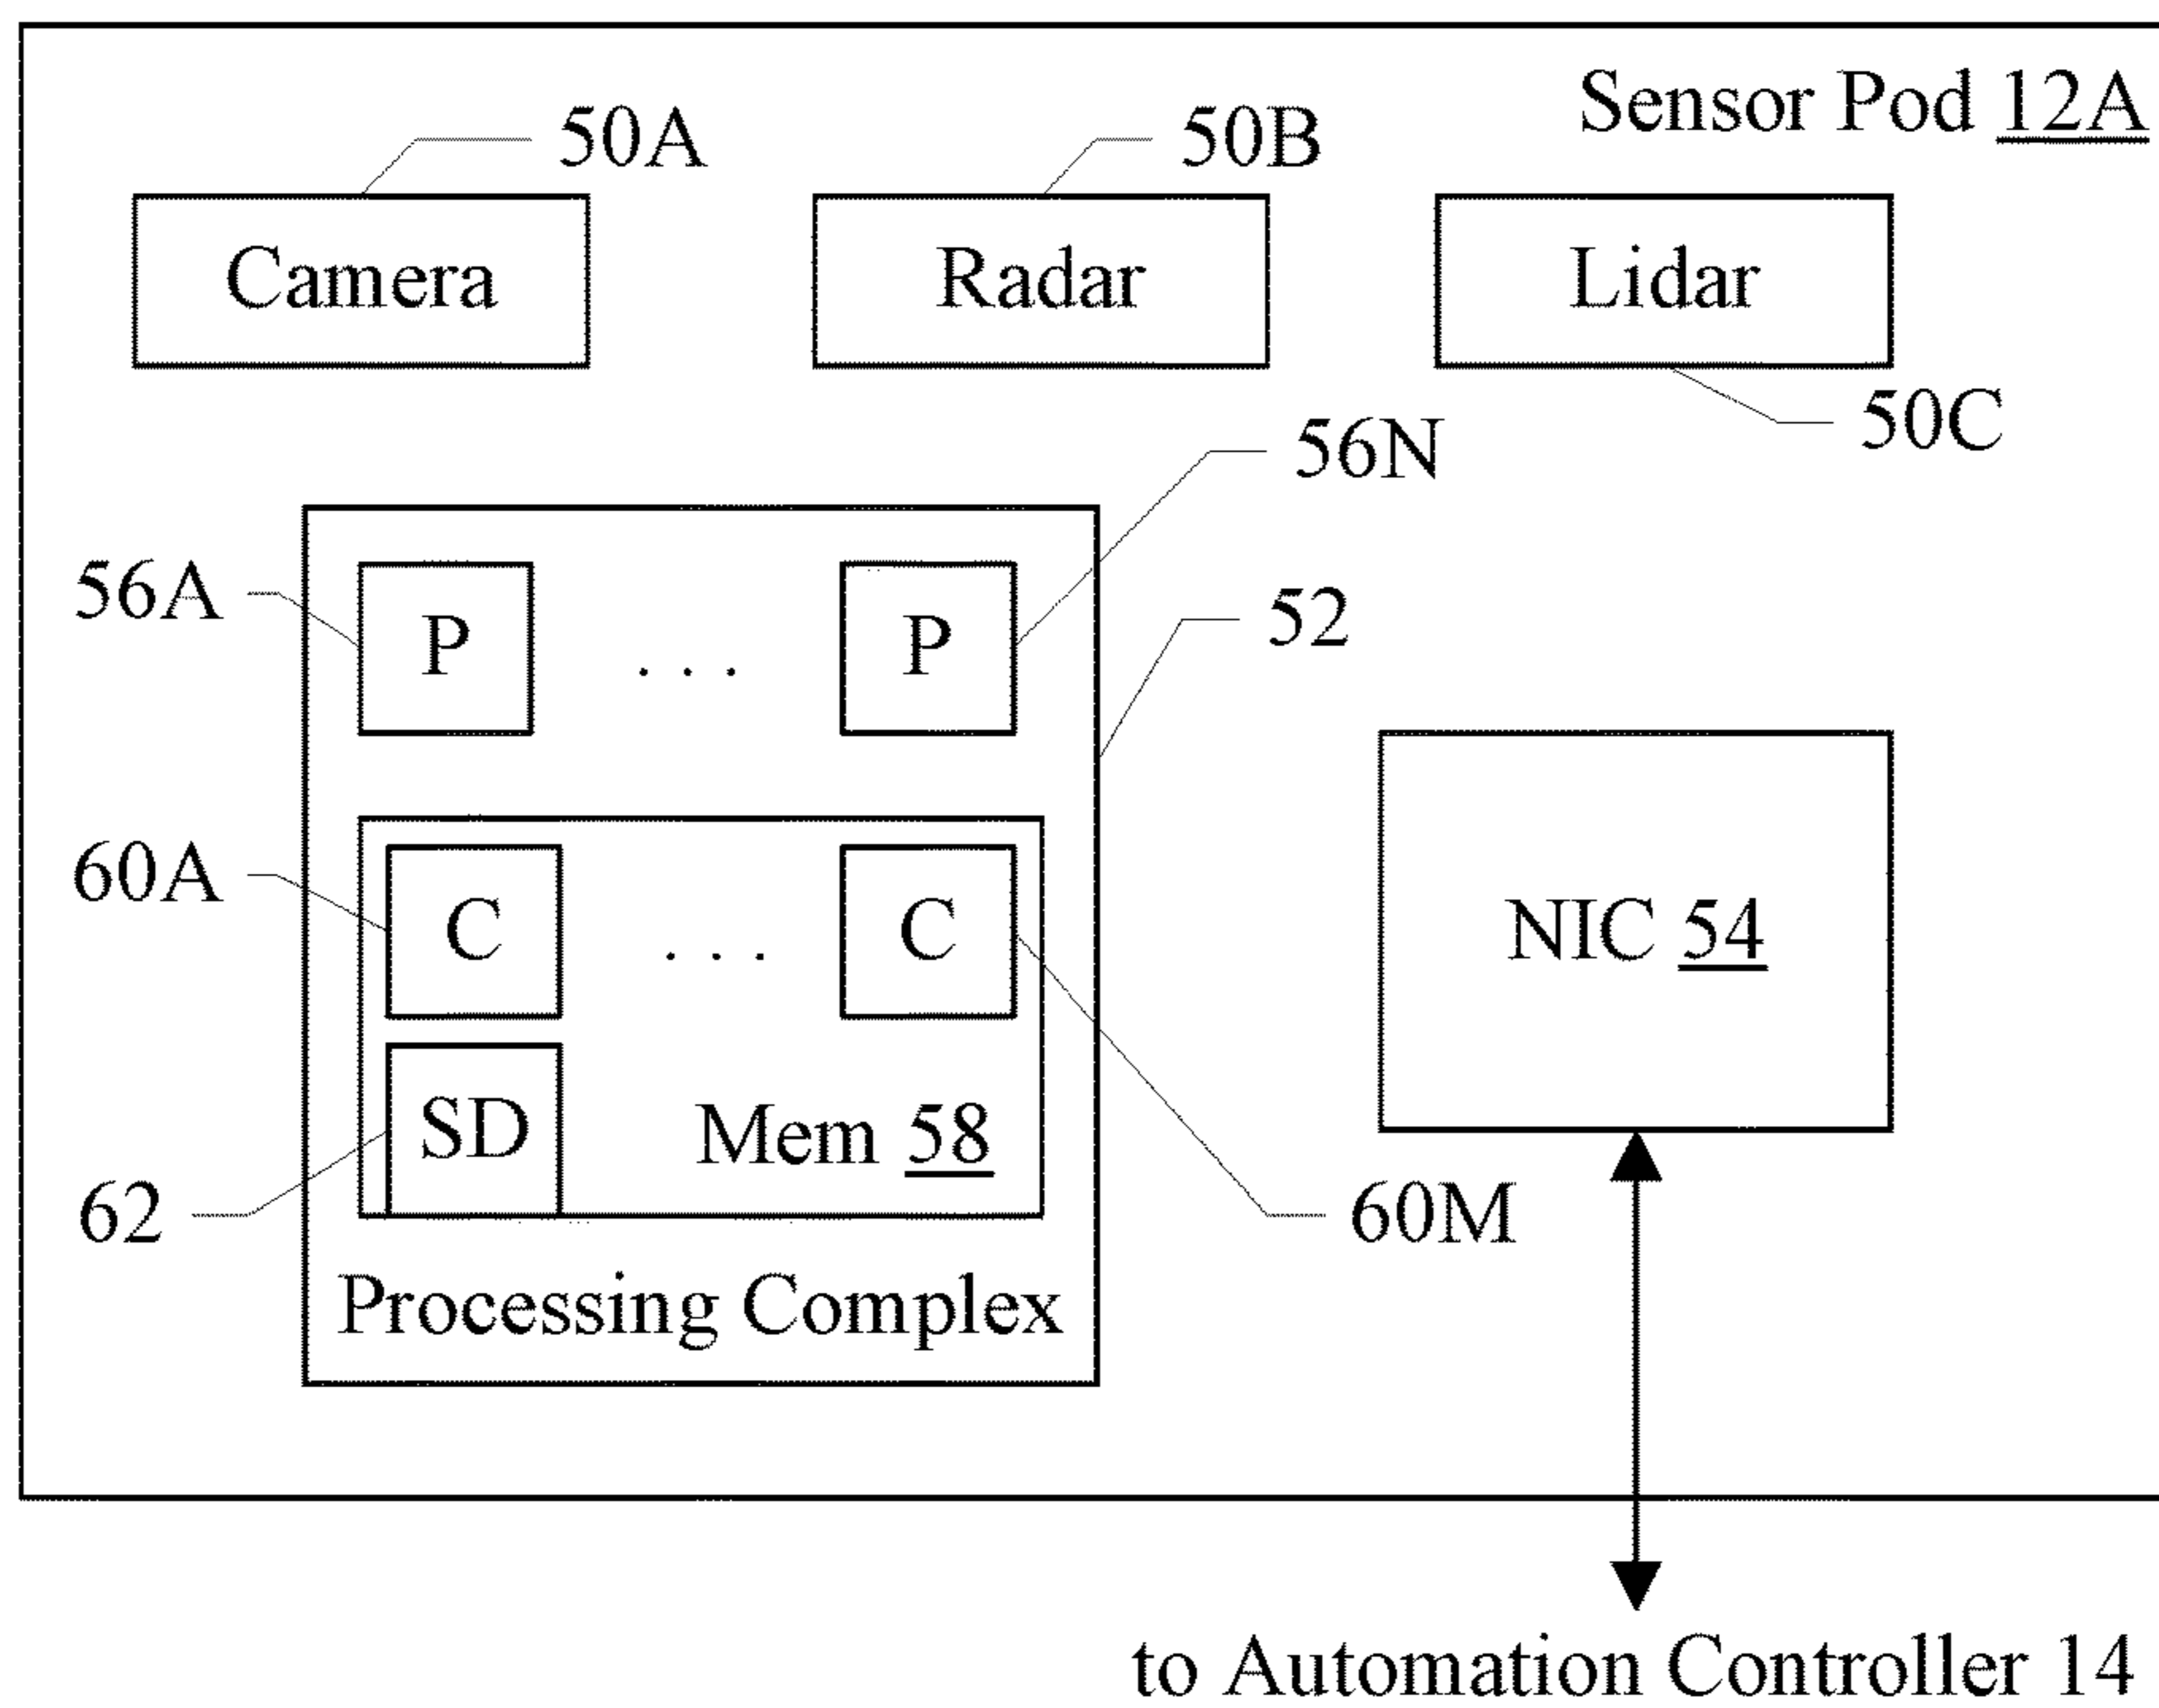 Sensor Pod 12A
50A
50B
Camera
Radar
Lidar
50C
56N
56A
P
. . .
P
52
60A
C
. . .
C
NIC 54
SD
Mem 58
62
60M
Processing Complex
to Automation Controller 14